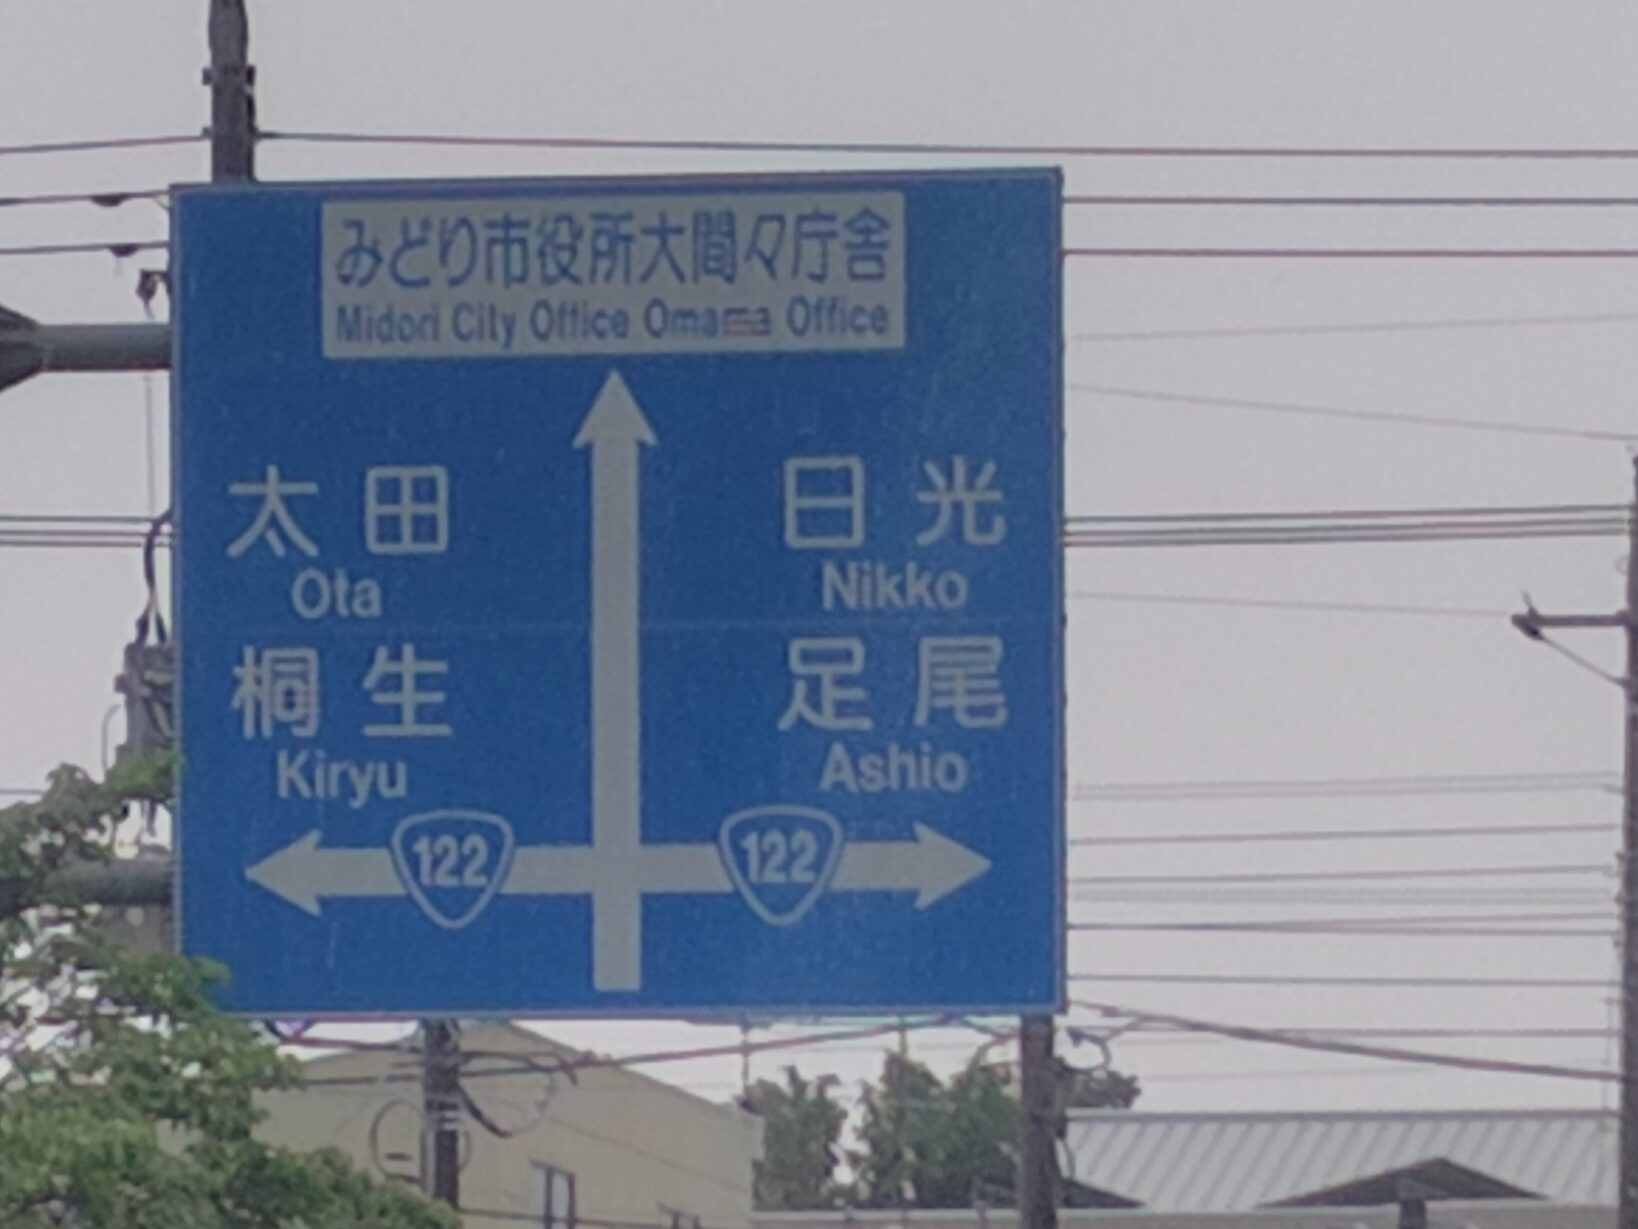 みどり市役所大間々庁舎
Midori City Office Omama Office
太田
Ota
日光
Nikko
桐生
Kiryu
足尾
Ashio
122
122